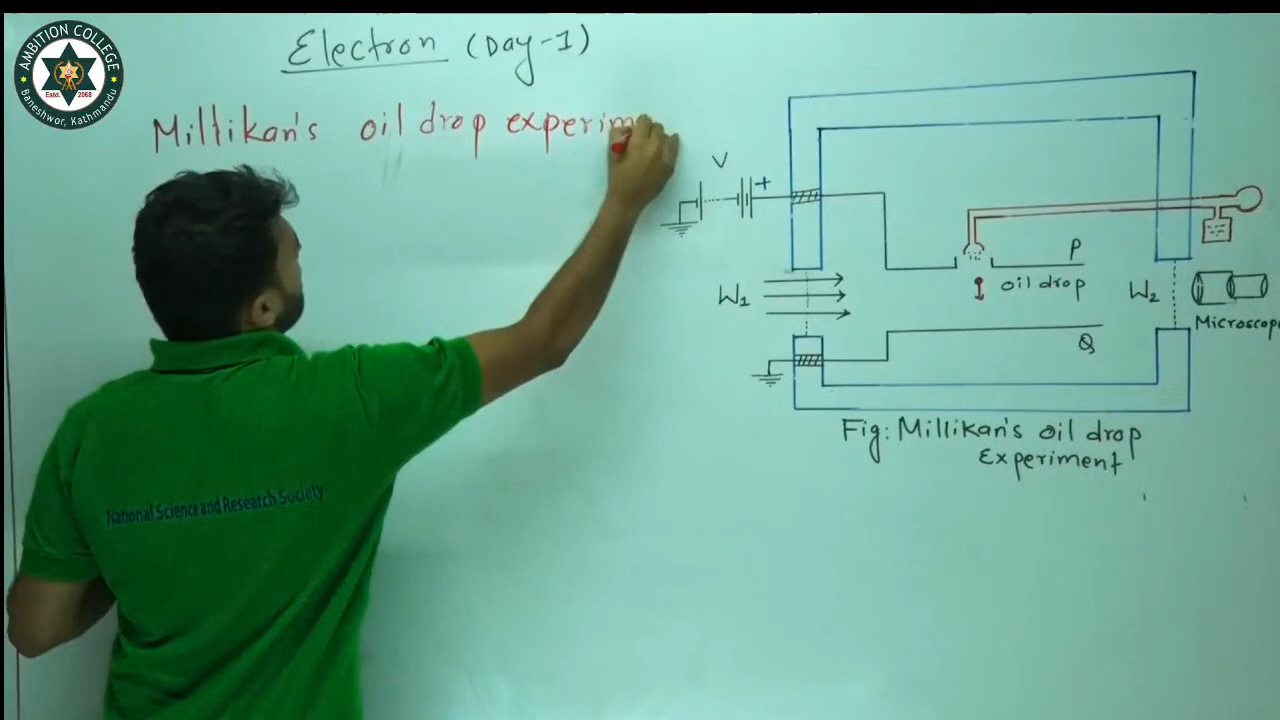 AMBITION COLLEGE
Estd. 2068
Baneshwor, Kathmandu
Electron (Day-1)
Millikan's oil drop experim
V
+
P
oil drop
W1
W2
Microscope
Q
Fig: Millikan's oil drop
Experiment
National Science and Research Society